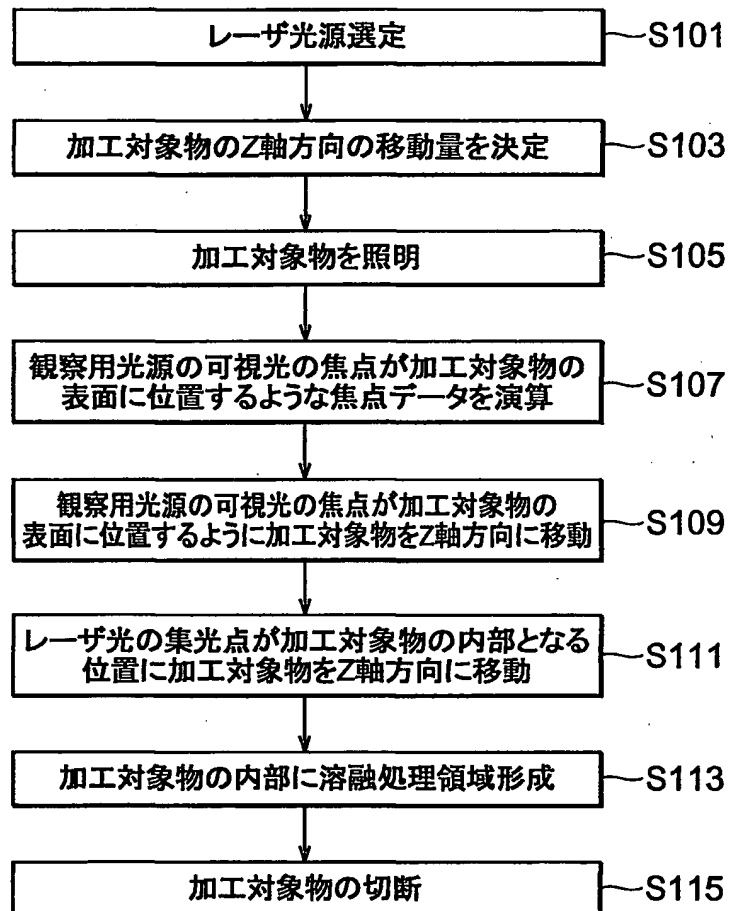 レーザ光源選定
S101
加工対象物のZ軸方向の移動量を決定
S103
加工対象物を照明
S105
観察用光源の可視光の焦点が加工対象物の
表面に位置するような焦点データを演算
S107
観察用光源の可視光の焦点が加工対象物の
表面に位置するように加工対象物をZ軸方向に移動
S109
レーザ光の集光点が加工対象物の内部となる
位置に加工対象物をZ軸方向に移動
S111
加工対象物の内部に溶融処理領域形成
S113
加工対象物の切断
S115